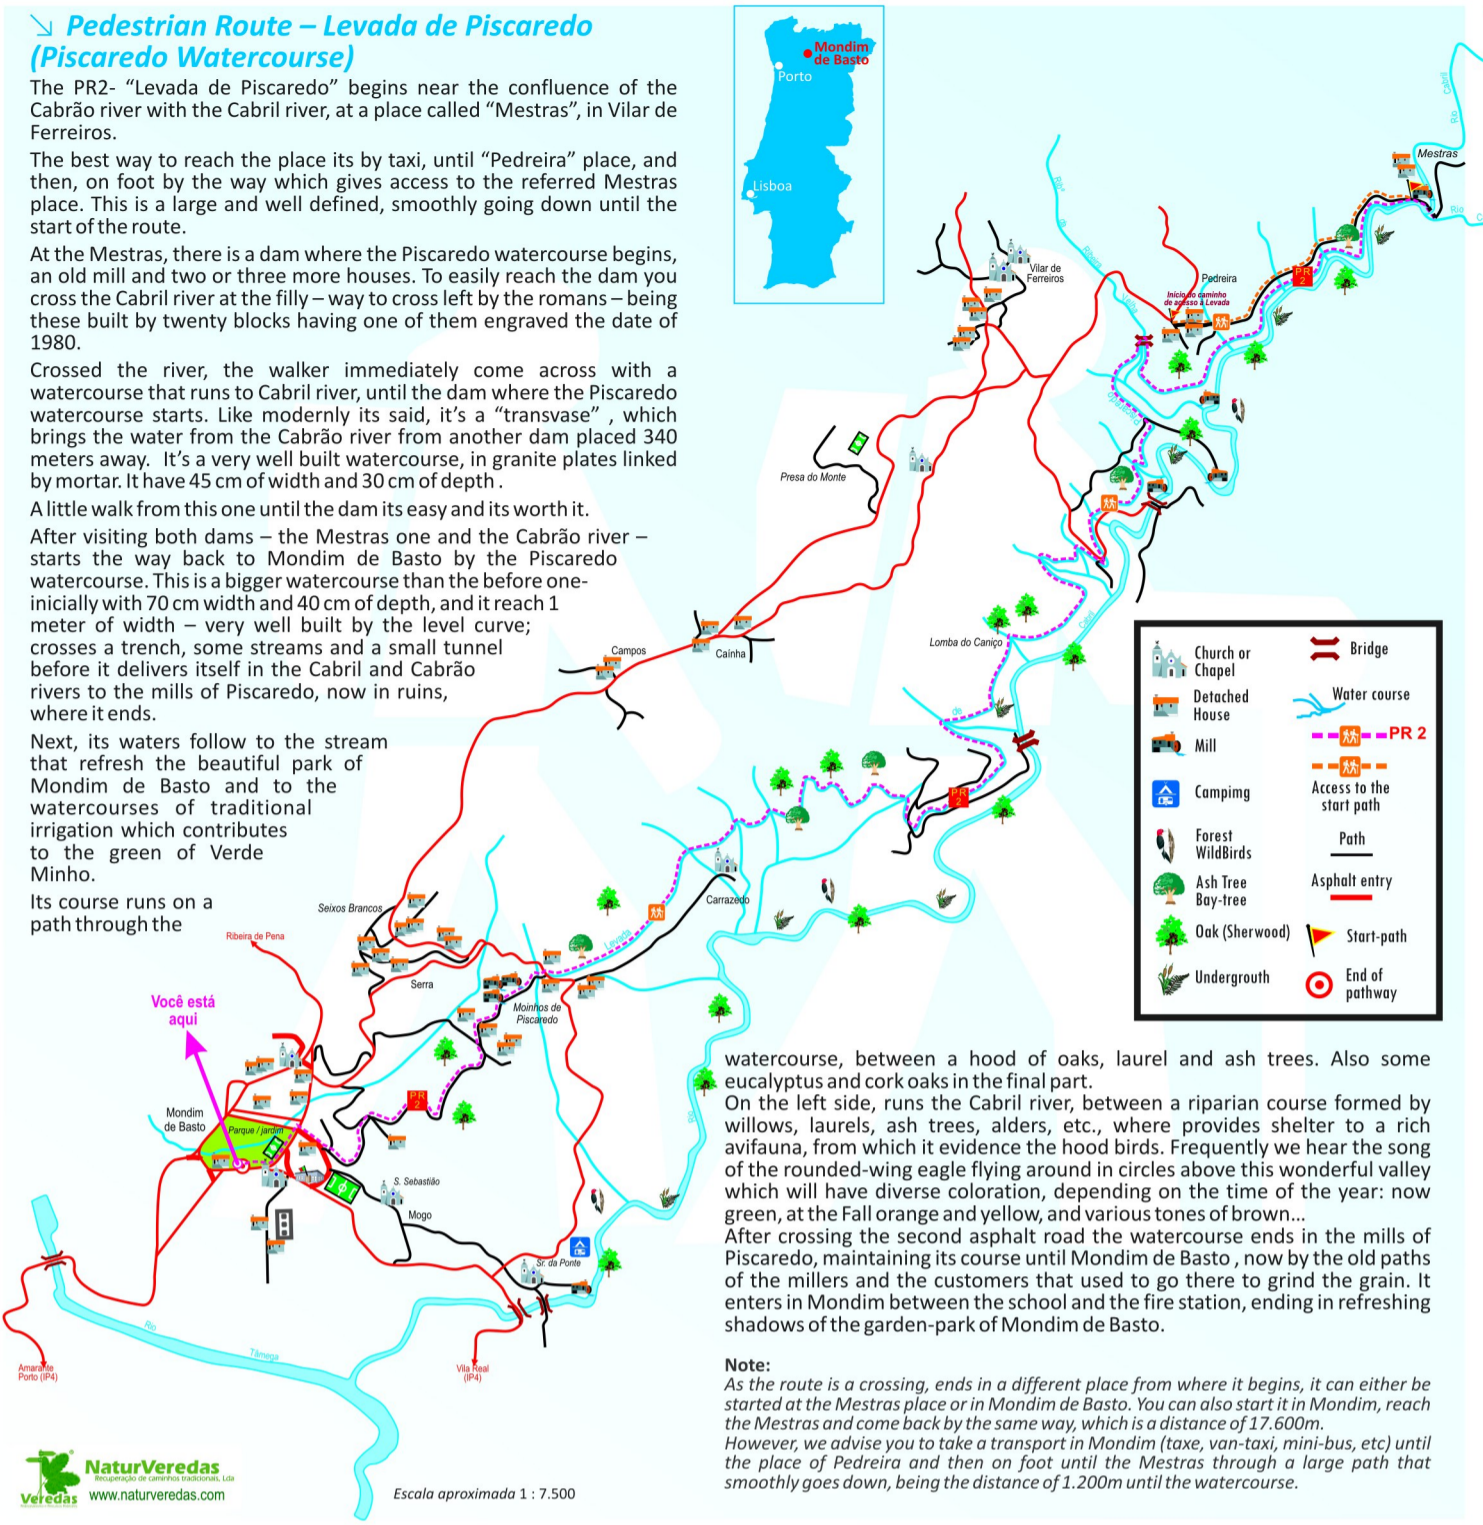 ↘ Pedestrian Route – Levada de Piscaredo
(Piscaredo Watercourse)
The PR2- “Levada de Piscaredo” begins near the confluence of the
Cabrão river with the Cabril river, at a place called “Mestras”, in Vilar de
Ferreiros.
The best way to reach the place its by taxi, until “Pedreira” place, and
then, on foot by the way which gives access to the referred Mestras
place. This is a large and well defined, smoothly going down until the
start of the route.
At the Mestras, there is a dam where the Piscaredo watercourse begins,
an old mill and two or three more houses. To easily reach the dam you
cross the Cabril river at the filly – way to cross left by the romans – being
these built by twenty blocks having one of them engraved the date of
1980.
Crossed the river, the walker immediately come across with a
watercourse that runs to Cabril river, until the dam where the Piscaredo
watercourse starts. Like modernly its said, it’s a “transvase” , which
brings the water from the Cabrão river from another dam placed 340
meters away. It’s a very well built watercourse, in granite plates linked
by mortar. It have 45 cm of width and 30 cm of depth .
A little walk from this one until the dam its easy and its worth it.
After visiting both dams – the Mestras one and the Cabrão river –
starts the way back to Mondim de Basto by the Piscaredo
watercourse. This is a bigger watercourse than the before one-
inicially with 70 cm width and 40 cm of depth, and it reach 1
meter of width – very well built by the level curve;
crosses a trench, some streams and a small tunnel
before it delivers itself in the Cabril and Cabrão
rivers to the mills of Piscaredo, now in ruins,
where it ends.
Next, its waters follow to the stream
that refresh the beautiful park of
Mondim de Basto and to the
watercourses of traditional
irrigation which contributes
to the green of Verde
Minho.
Its course runs on a
path through the
watercourse, between a hood of oaks, laurel and ash trees. Also some
eucalyptus and cork oaks in the final part.
On the left side, runs the Cabril river, between a riparian course formed by
willows, laurels, ash trees, alders, etc., where provides shelter to a rich
avifauna, from which it evidence the hood birds. Frequently we hear the song
of the rounded-wing eagle flying around in circles above this wonderful valley
which will have diverse coloration, depending on the time of the year: now
green, at the Fall orange and yellow, and various tones of brown...
After crossing the second asphalt road the watercourse ends in the mills of
Piscaredo, maintaining its course until Mondim de Basto , now by the old paths
of the millers and the customers that used to go there to grind the grain. It
enters in Mondim between the school and the fire station, ending in refreshing
shadows of the garden-park of Mondim de Basto.
Note:
As the route is a crossing, ends in a different place from where it begins, it can either be
started at the Mestras place or in Mondim de Basto. You can also start it in Mondim, reach
the Mestras and come back by the same way, which is a distance of 17.600m.
However, we advise you to take a transport in Mondim (taxe, van-taxi, mini-bus, etc) until
the place of Pedreira and then on foot until the Mestras through a large path that
smoothly goes down, being the distance of 1.200m until the watercourse.
Mondim
de Basto
Porto
Lisboa
Rio Cabril
Mestras
Rio
Ribª
Velha
Pedreira
Início do caminho
de acesso à Levada
PR
2
Vilar de
Ferreiros
Presa do Monte
Lomba do Caniço
Campos
Caínha
de
PR
2
Carrazedo
Levada
Seixos Brancos
Ribeira de Pena
Serra
Moinhos de
Piscaredo
Você está
aqui
PR
2
Mondim
de Basto
Parque / jardim
S. Sebastião
Mogo
Sr. da Ponte
Rio
Rio
Tâmega
Amarante
Porto (IP4)
Vila Real
(IP4)
Church or
Chapel
Detached
House
Mill
Campimg
Forest
WildBirds
Ash Tree
Bay-tree
Oak (Sherwood)
Undergrouth
Bridge
Water course
PR 2
Access to the
start path
Path
Asphalt entry
Start-path
End of
pathway
Veredas
NaturVeredas
Recuperação de caminhos tradicionais, Lda
www.naturveredas.com
Escala aproximada 1 : 7.500